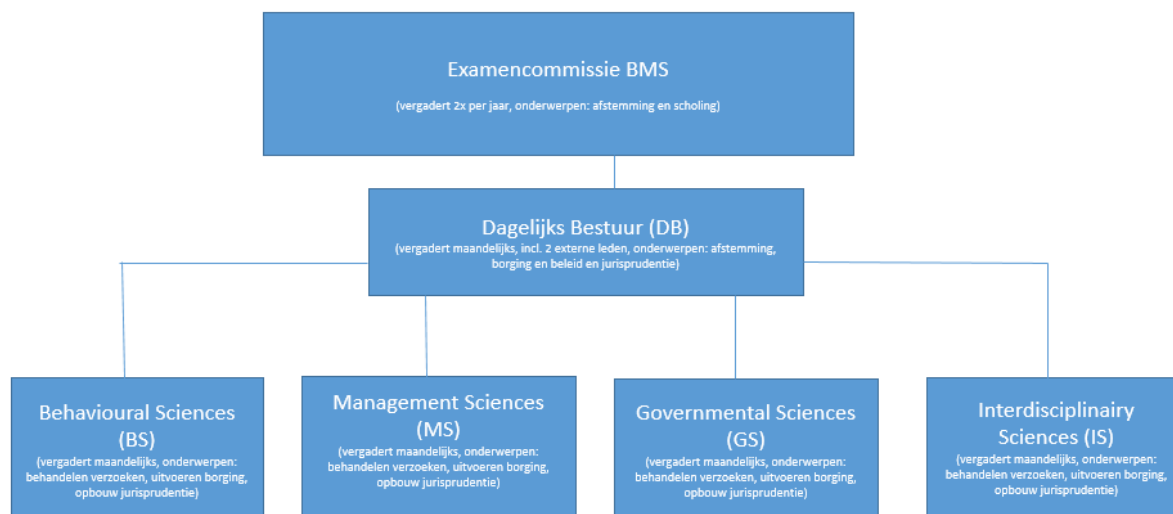 Examencommissie BMS
(vergadert 2x per jaar, onderwerpen: afstemming en scholing)
Dagelijks Bestuur (DB)
(vergadert maandelijks, incl. 2 externe leden, onderwerpen: afstemming,
borging en beleid en jurisprudentie)
Behavioural Sciences
(BS)
(vergadert maandelijks, onderwerpen:
behandelen verzoeken, uitvoeren borging,
opbouw jurisprudentie)
Management Sciences
(MS)
(vergadert maandelijks, onderwerpen:
behandelen verzoeken, uitvoeren borging,
opbouw jurisprudentie)
Governmental Sciences
(GS)
(vergadert maandelijks, onderwerpen:
behandelen verzoeken, uitvoeren borging,
opbouw jurisprudentie)
Interdisciplinairy
Sciences (IS)
(vergadert maandelijks, onderwerpen:
behandelen verzoeken, uitvoeren borging,
opbouw jurisprudentie)